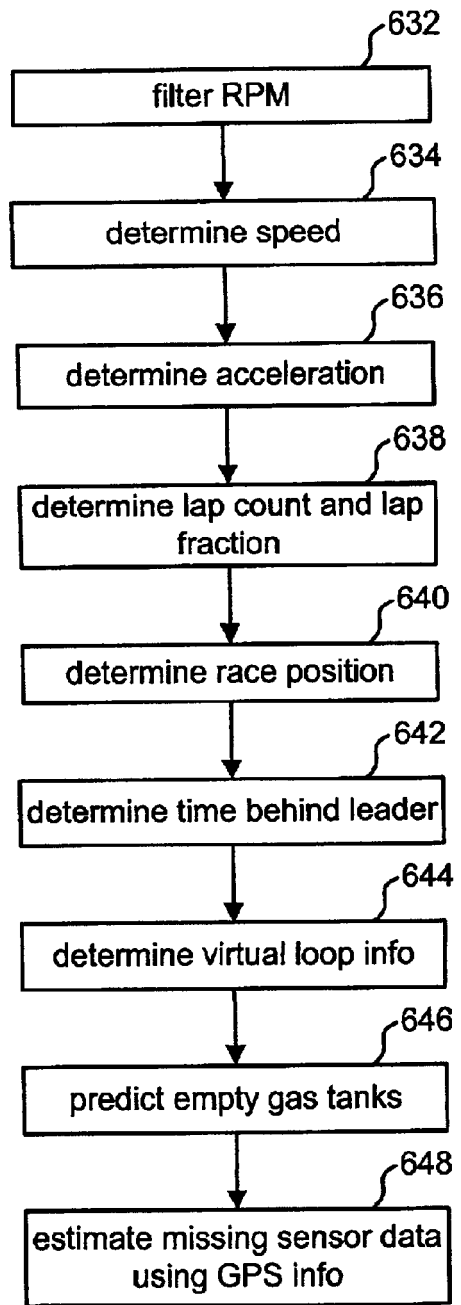 632
filter RPM
634
determine speed
636
determine acceleration
638
determine lap count and lap
fraction
640
determine race position
642
determine time behind leader
644
determine virtual loop info
646
predict empty gas tanks
648
estimate missing sensor data
using GPS info